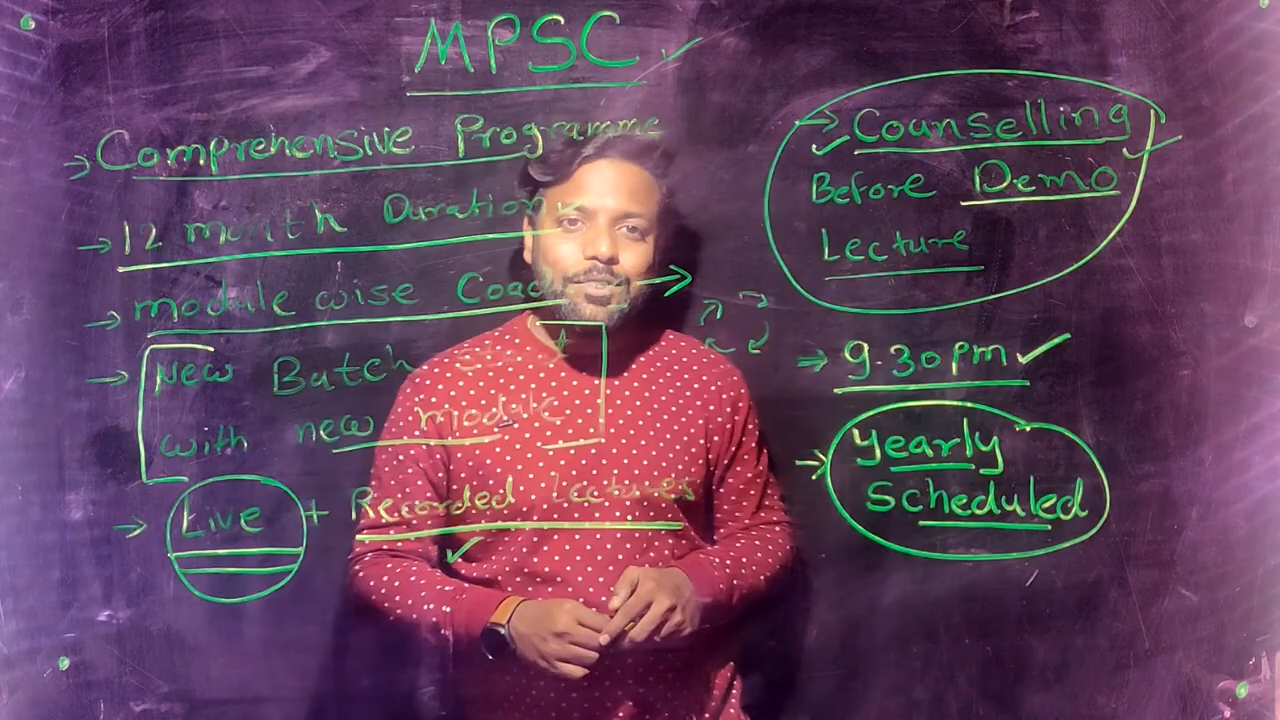 MPSC
→ Comprehensive Programme
→ 12 month Duration
→ module wise
→ New Batch
with new module
→ Live + Recorded Lectures
→ Counselling
Before Demo
Lecture
⇒ 9.30 pm
→ Yearly
Scheduled